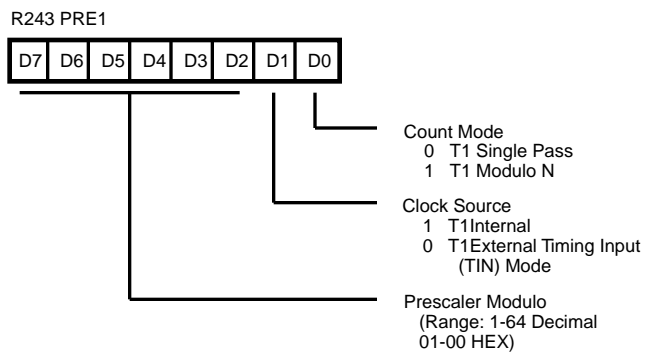 R243 PRE1
D7 D6 D5 D4 D3 D2 D1 D0
Count Mode
0 T1 Single Pass
1 T1 Modulo N
Clock Source
1 T1Internal
0 T1External Timing Input
(TIN) Mode
Prescaler Modulo
(Range: 1-64 Decimal
01-00 HEX)